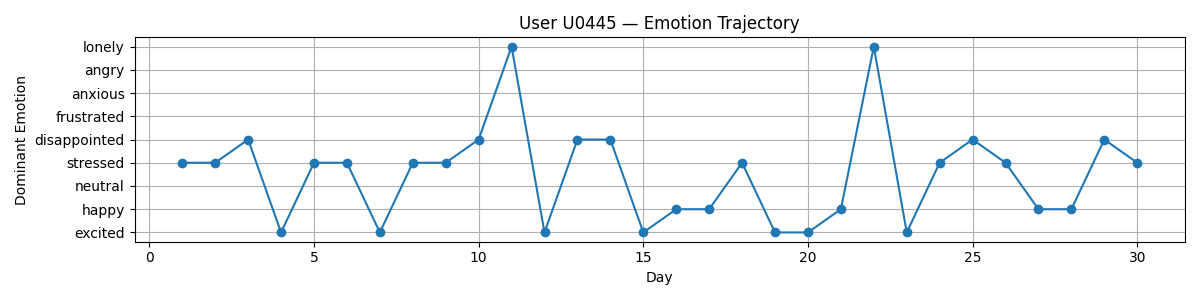 User U0445 — Emotion Trajectory
Dominant Emotion
lonely
angry
anxious
frustrated
disappointed
stressed
neutral
happy
excited
0 5 10 15 20 25 30
Day